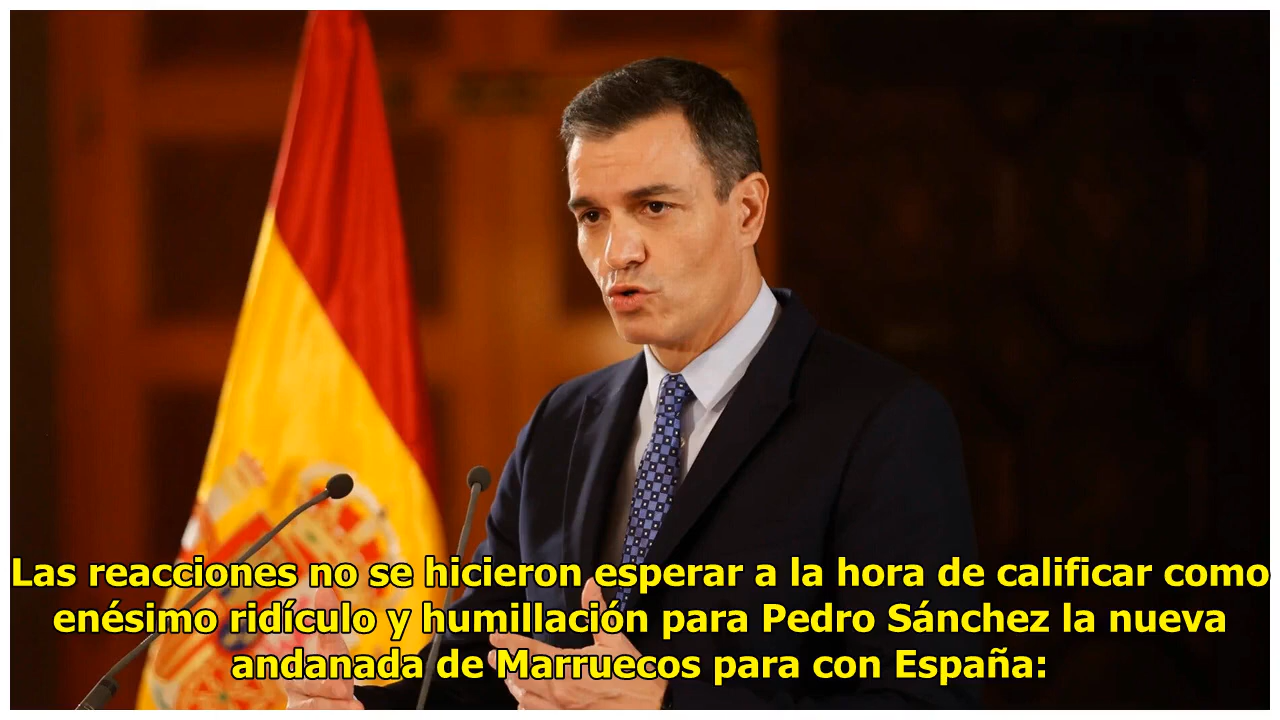 Las reacciones no se hicieron esperar a la hora de calificar como
enésimo ridículo y humillación para Pedro Sánchez la nueva
andanada de Marruecos para con España: